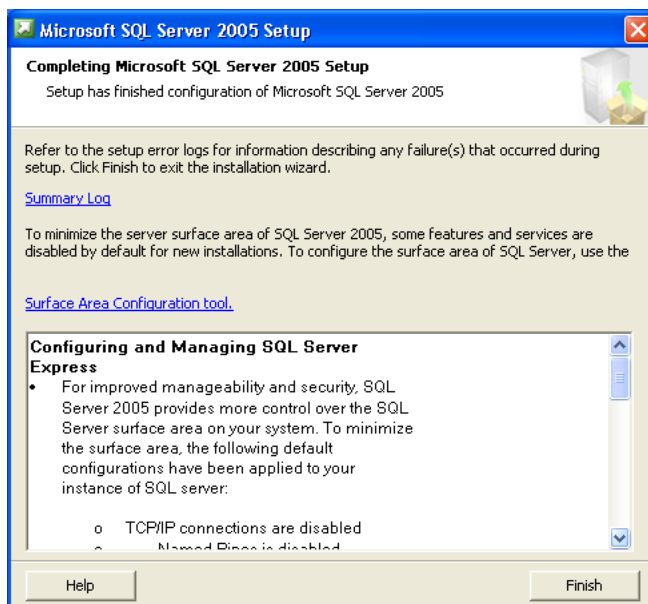 Microsoft SQL Server 2005 Setup
Completing Microsoft SQL Server 2005 Setup
Setup has finished configuration of Microsoft SQL Server 2005
Refer to the setup error logs for information describing any failure(s) that occurred during
setup. Click Finish to exit the installation wizard.
Summary Log
To minimize the server surface area of SQL Server 2005, some features and services are
disabled by default for new installations. To configure the surface area of SQL Server, use the
Surface Area Configuration tool.
Configuring and Managing SQL Server
Express
• For improved manageability and security, SQL
Server 2005 provides more control over the SQL
Server surface area on your system. To minimize
the surface area, the following default
configurations have been applied to your
instance of SQL server:
o TCP/IP connections are disabled
o Named Pipes is disabled
Help
Finish